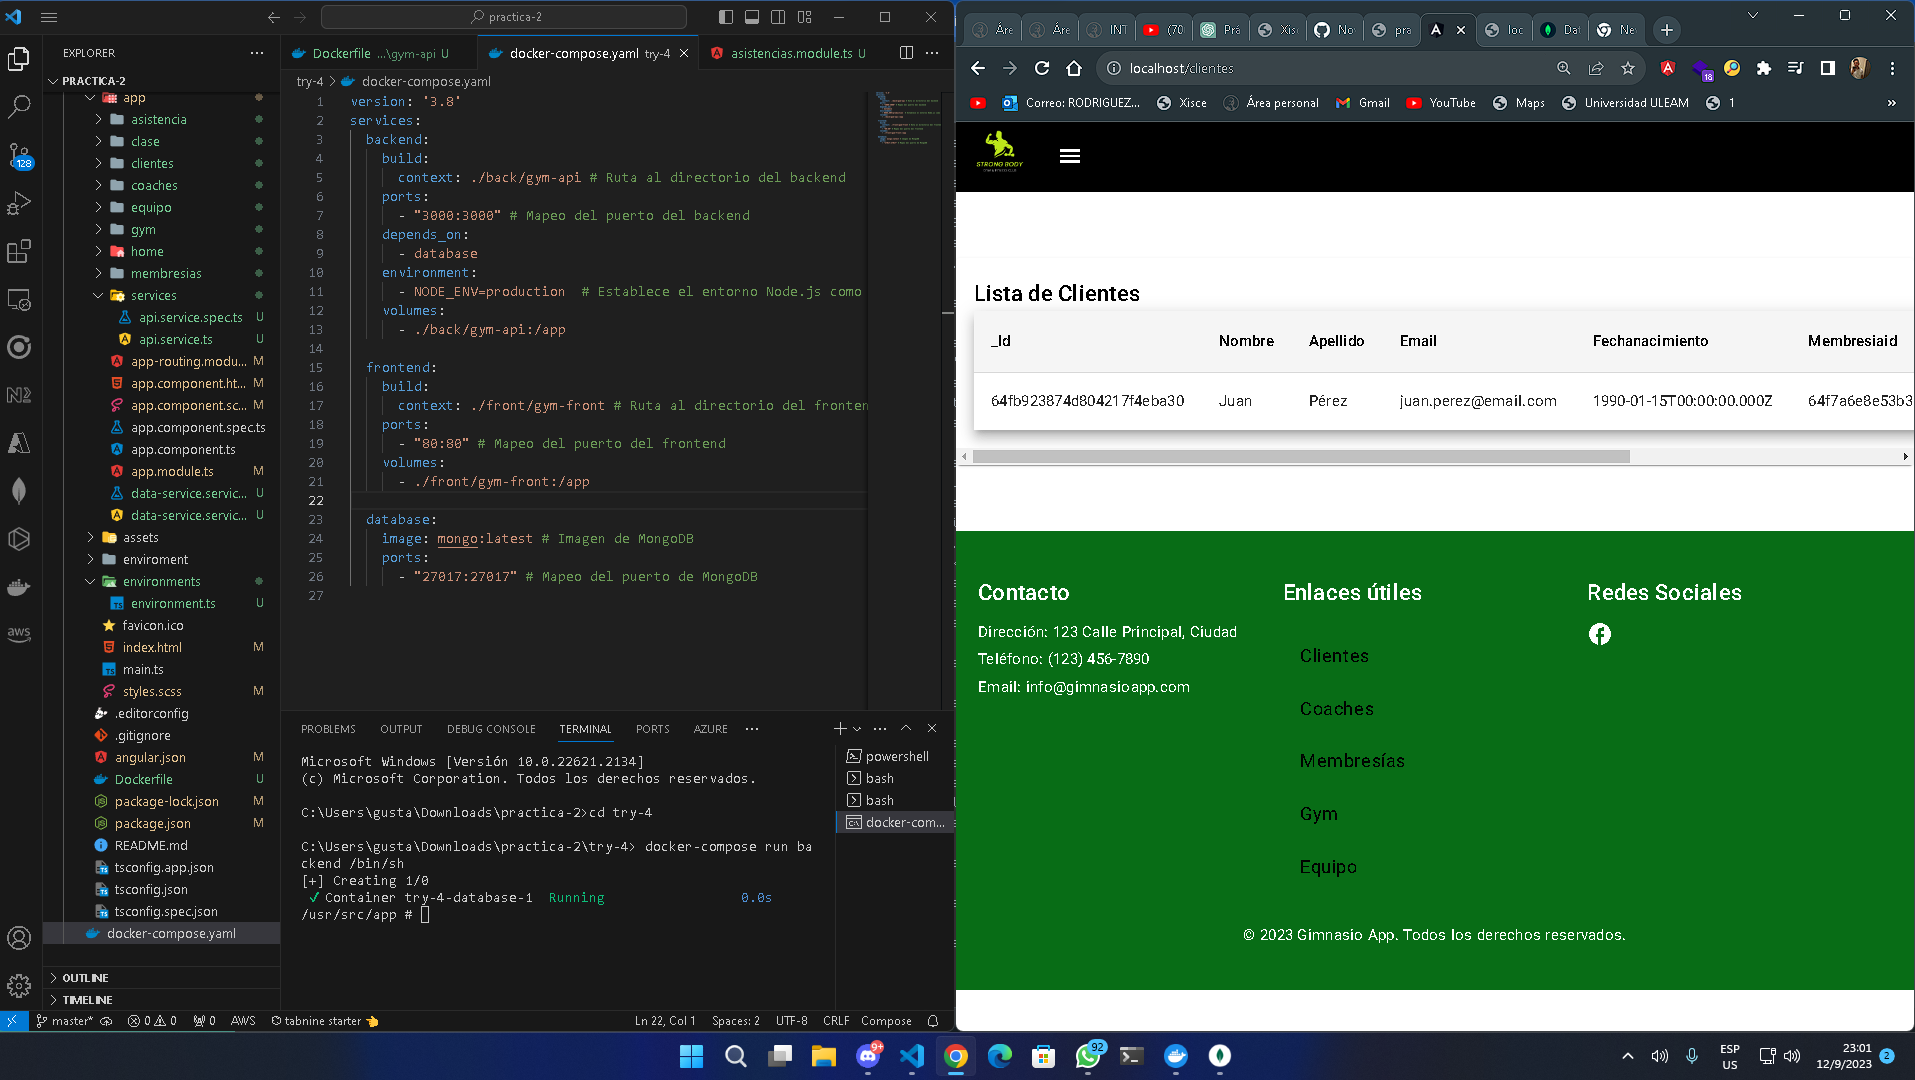 practica-2
EXPLORER
PRACTICA-2
app
asistencia
clase
clientes
coaches
equipo
gym
home
membresias
services
api.service.spec.ts U
api.service.ts U
app-routing.modu... M
app.component.ht... M
app.component.sc... M
app.component.spec.ts
app.component.ts
app.module.ts M
data-service.servic... U
data-service.servic... U
assets
enviroment
environments
environment.ts U
favicon.ico
index.html M
main.ts
styles.scss M
.editorconfig
.gitignore
angular.json M
Dockerfile U
package-lock.json M
package.json M
README.md
tsconfig.app.json
tsconfig.json
tsconfig.spec.json
docker-compose.yaml
OUTLINE
TIMELINE
128
N2
aws
Dockerfile ...\gym-api U
docker-compose.yaml try-4
asistencias.module.ts U
try-4 > docker-compose.yaml
1 version: '3.8'
2 services:
3 backend:
4 build:
5 context: ./back/gym-api # Ruta al directorio del backend
6 ports:
7 - "3000:3000" # Mapeo del puerto del backend
8 depends_on:
9 - database
10 environment:
11 - NODE_ENV=production # Establece el entorno Node.js como
12 volumes:
13 - ./back/gym-api:/app
14
15 frontend:
16 build:
17 context: ./front/gym-front # Ruta al directorio del fronten
18 ports:
19 - "80:80" # Mapeo del puerto del frontend
20 volumes:
21 - ./front/gym-front:/app
22
23 database:
24 image: mongo:latest # Imagen de MongoDB
25 ports:
26 - "27017:27017" # Mapeo del puerto de MongoDB
27
PROBLEMS OUTPUT DEBUG CONSOLE TERMINAL PORTS AZURE
Microsoft Windows [Versión 10.0.22621.2134]
(c) Microsoft Corporation. Todos los derechos reservados.
C:\Users\gusta\Downloads\practica-2>cd try-4
C:\Users\gusta\Downloads\practica-2\try-4> docker-compose run ba
ckend /bin/sh
[+] Creating 1/0
✓ Container try-4-database-1 Running 0.0s
/usr/src/app #
powershell
bash
bash
docker-com...
master* 0 0 0 AWS tabnine starter 👈 Ln 22, Col 1 Spaces: 2 UTF-8 CRLF Compose
Áre
Áre
INT
(70
Prá
Xis
No
pra
loc
Da
Ne
localhost/clientes
18
Correo: RODRIGUEZ... Xisce Área personal Gmail YouTube Maps Universidad ULEAM 1 »
STRONG BODY
Lista de Clientes
_Id Nombre Apellido Email Fechanacimiento Membresiaid
64fb923874d804217f4eba30 Juan Pérez juan.perez@email.com 1990-01-15T00:00:00.000Z 64f7a6e8e53b3
Contacto
Dirección: 123 Calle Principal, Ciudad
Teléfono: (123) 456-7890
Email: info@gimnasioapp.com
Enlaces útiles
Clientes
Coaches
Membresías
Gym
Equipo
Redes Sociales
© 2023 Gimnasio App. Todos los derechos reservados.
9+
92
ESP
US
23:01
12/9/2023
2